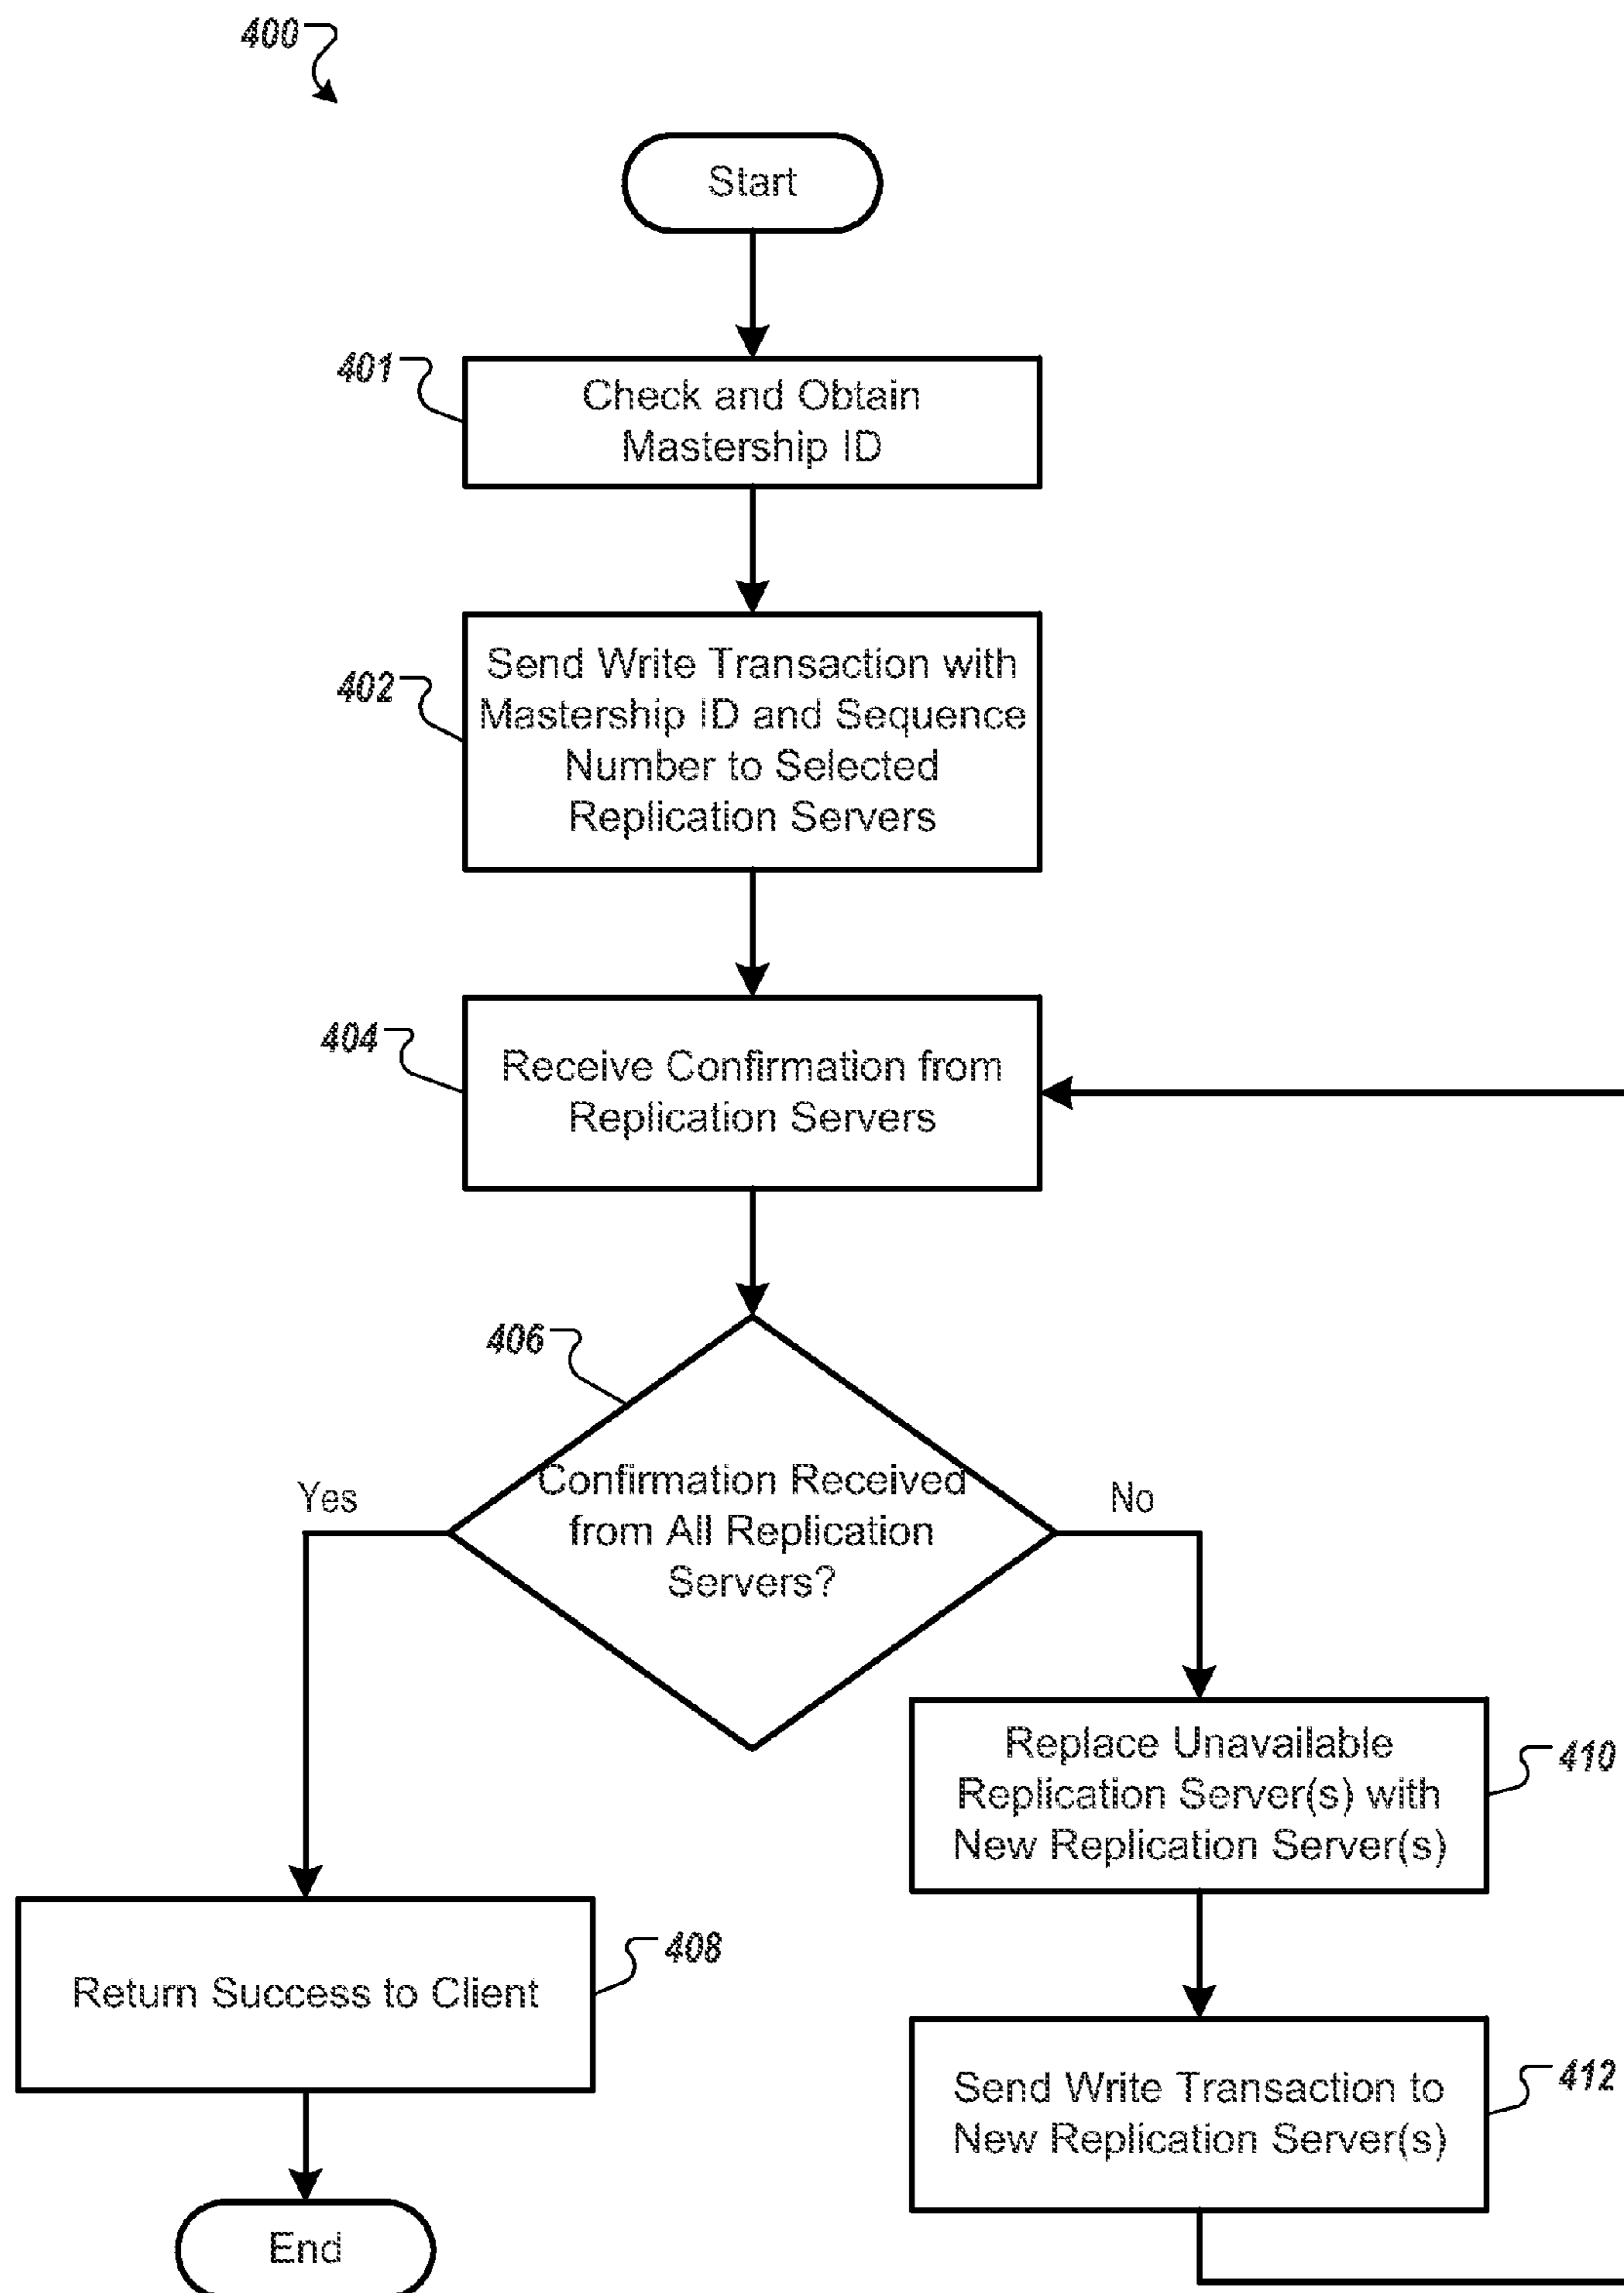 400
Start
401
Check and Obtain
Mastership ID
402
Send Write Transaction with
Mastership ID and Sequence
Number to Selected
Replication Servers
404
Receive Confirmation from
Replication Servers
406
Confirmation Received
from All Replication
Servers?
Yes
No
Replace Unavailable
Replication Server(s) with
New Replication Server(s)
410
Return Success to Client
408
Send Write Transaction to
New Replication Server(s)
412
End